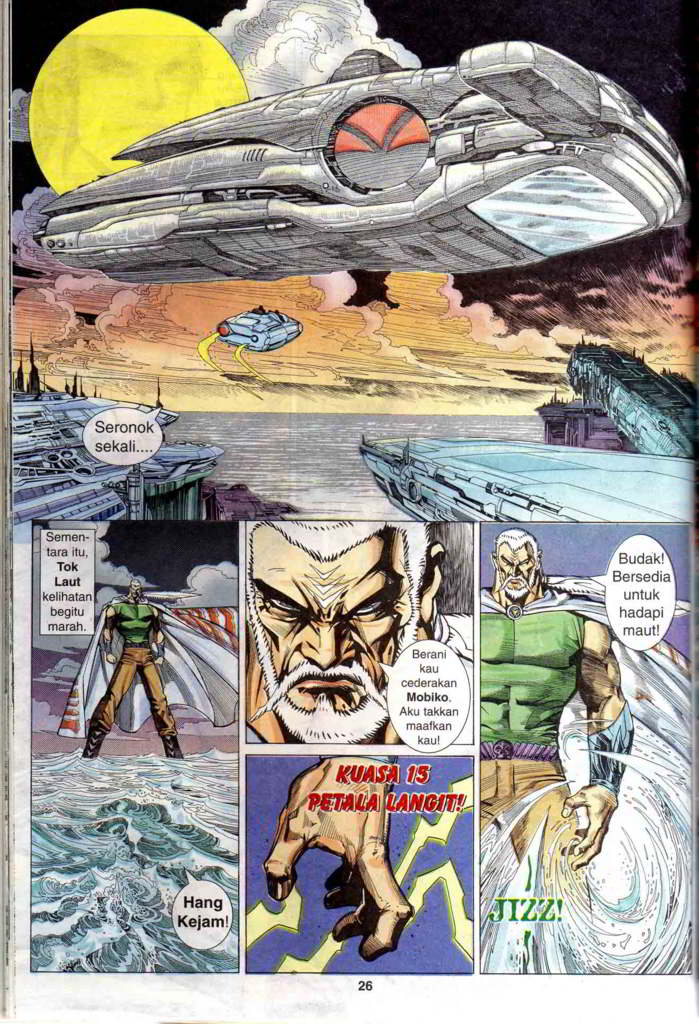 Seronok
sekali....
Semen-
tara itu,
Tok
Laut
kelihatan
begitu
marah.
Hang
Kejam!
Berani
kau
cederakan
Mobiko.
Aku takkan
maafkan
kau!
KUASA 15
PETALA LANGIT!
Budak!
Bersedia
untuk
hadapi
maut!
JIZZ!
26